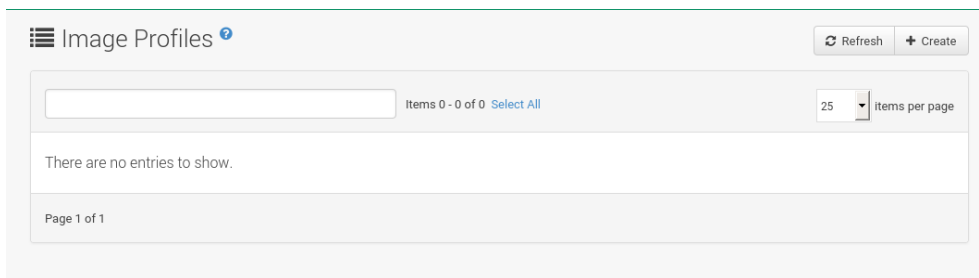 Image Profiles ?
Refresh Create
Items 0 - 0 of 0 Select All 25 items per page
There are no entries to show.
Page 1 of 1